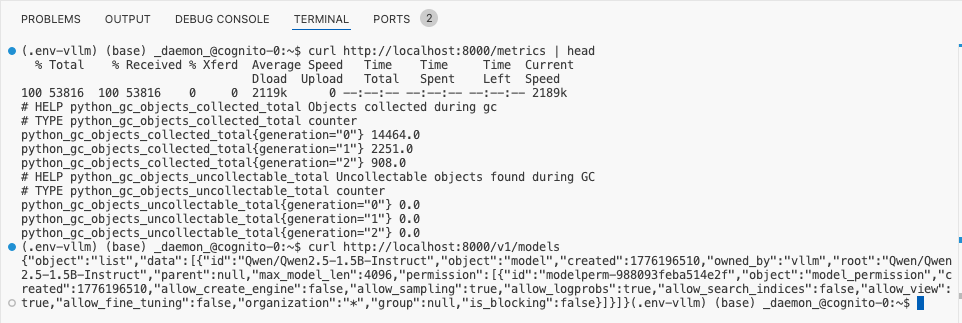 PROBLEMS OUTPUT DEBUG CONSOLE TERMINAL PORTS 2
(.env-vllm) (base) _daemon_@cognito-0:~$ curl http://localhost:8000/metrics | head
  % Total    % Received % Xferd  Average Speed   Time    Time     Time  Current
                                 Dload  Upload   Total   Spent    Left  Speed
100 53816  100 53816    0     0  2119k      0 --:--:-- --:--:-- --:--:-- 2189k
# HELP python_gc_objects_collected_total Objects collected during gc
# TYPE python_gc_objects_collected_total counter
python_gc_objects_collected_total{generation="0"} 14464.0
python_gc_objects_collected_total{generation="1"} 2251.0
python_gc_objects_collected_total{generation="2"} 908.0
# HELP python_gc_objects_uncollectable_total Uncollectable objects found during GC
# TYPE python_gc_objects_uncollectable_total counter
python_gc_objects_uncollectable_total{generation="0"} 0.0
python_gc_objects_uncollectable_total{generation="1"} 0.0
python_gc_objects_uncollectable_total{generation="2"} 0.0
(.env-vllm) (base) _daemon_@cognito-0:~$ curl http://localhost:8000/v1/models
{"object":"list","data":[{"id":"Qwen/Qwen2.5-1.5B-Instruct","object":"model","created":1776196510,"owned_by":"vllm","root":"Qwen/Qwen
2.5-1.5B-Instruct","parent":null,"max_model_len":4096,"permission":[{"id":"modelperm-988093feba514e2f","object":"model_permission","c
reated":1776196510,"allow_create_engine":false,"allow_sampling":true,"allow_logprobs":true,"allow_search_indices":false,"allow_view":
true,"allow_fine_tuning":false,"organization":"*","group":null,"is_blocking":false}]}]}(.env-vllm) (base) _daemon_@cognito-0:~$